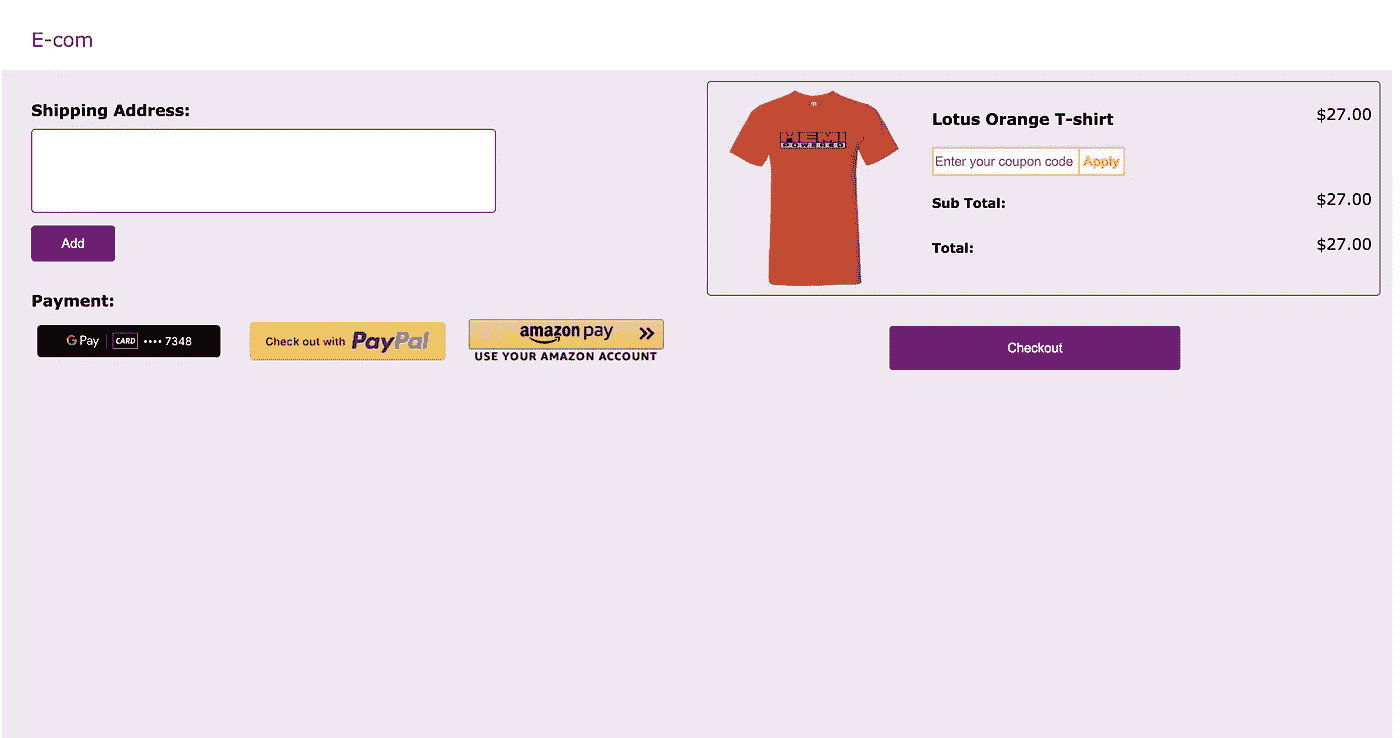 E-com
Shipping Address:
Add
Payment:
G Pay CARD •••• 7348
Check out with PayPal
amazon pay
USE YOUR AMAZON ACCOUNT
HEMI
POWERED
Lotus Orange T-shirt $27.00
Enter your coupon code Apply
Sub Total: $27.00
Total: $27.00
Checkout